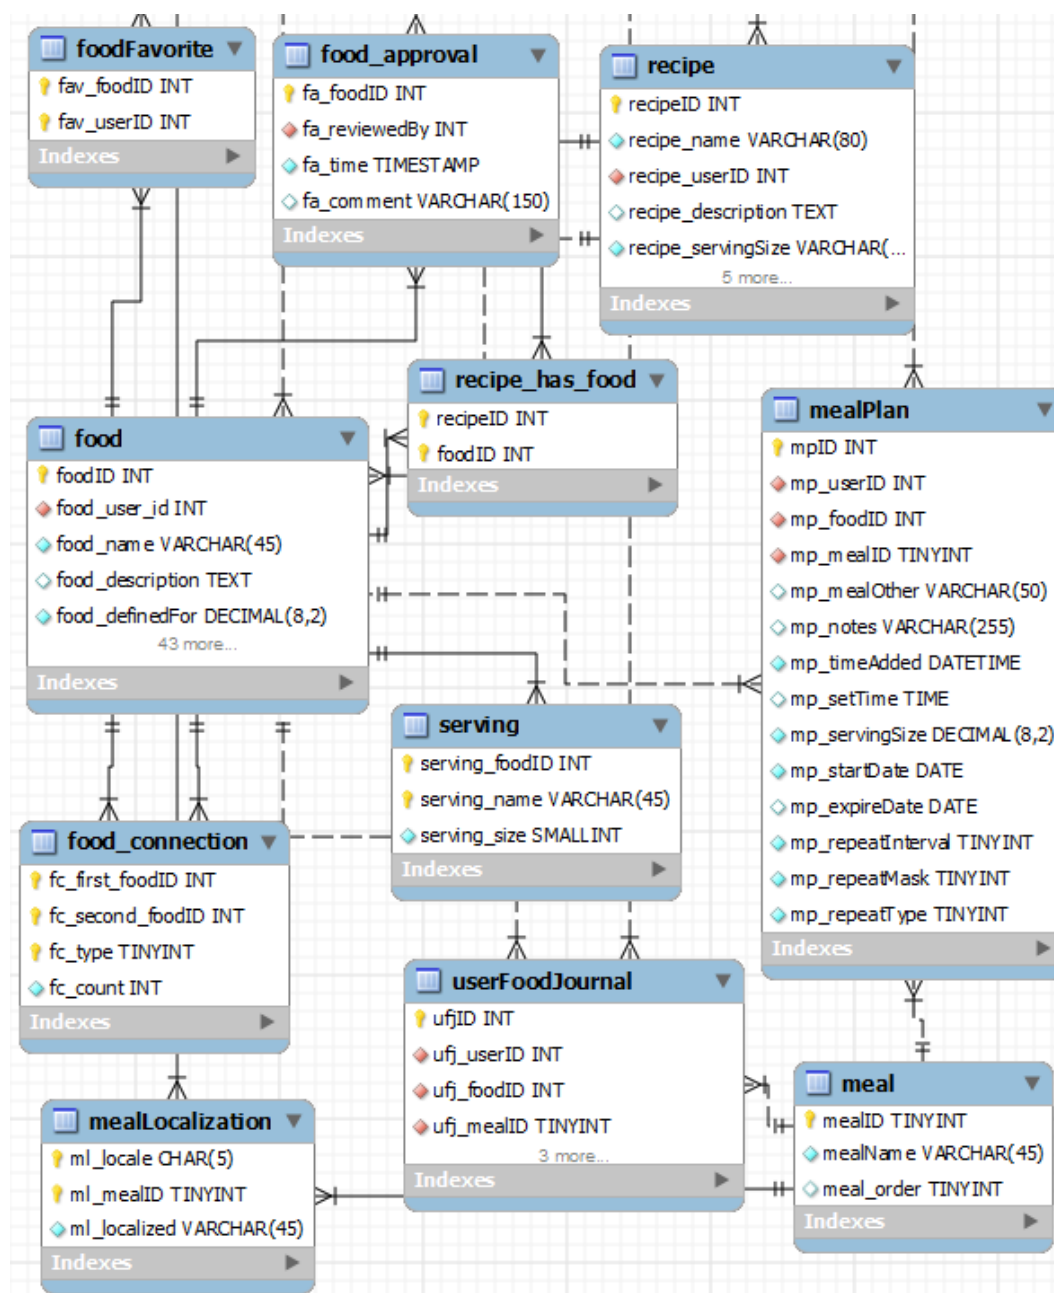 foodFavorite
fav_foodID INT
fav_userID INT
Indexes
food_approval
fa_foodID INT
fa_reviewedBy INT
fa_time TIMESTAMP
fa_comment VARCHAR(150)
Indexes
recipe
recipeID INT
recipe_name VARCHAR(80)
recipe_userID INT
recipe_description TEXT
recipe_servingSize VARCHAR(...
5 more...
Indexes
recipe_has_food
recipeID INT
foodID INT
Indexes
food
foodID INT
food_user_id INT
food_name VARCHAR(45)
food_description TEXT
food_definedFor DECIMAL(8,2)
43 more...
Indexes
mealPlan
mpID INT
mp_userID INT
mp_foodID INT
mp_mealID TINYINT
mp_mealOther VARCHAR(50)
mp_notes VARCHAR(255)
mp_timeAdded DATETIME
mp_setTime TIME
mp_servingSize DECIMAL(8,2)
mp_startDate DATE
mp_expireDate DATE
mp_repeatInterval TINYINT
mp_repeatMask TINYINT
mp_repeatType TINYINT
Indexes
serving
serving_foodID INT
serving_name VARCHAR(45)
serving_size SMALLINT
Indexes
food_connection
fc_first_foodID INT
fc_second_foodID INT
fc_type TINYINT
fc_count INT
Indexes
userFoodJournal
ufjID INT
ufj_userID INT
ufj_foodID INT
ufj_mealID TINYINT
3 more...
Indexes
meal
mealID TINYINT
mealName VARCHAR(45)
meal_order TINYINT
Indexes
mealLocalization
ml_locale CHAR(5)
ml_mealID TINYINT
ml_localized VARCHAR(45)
Indexes